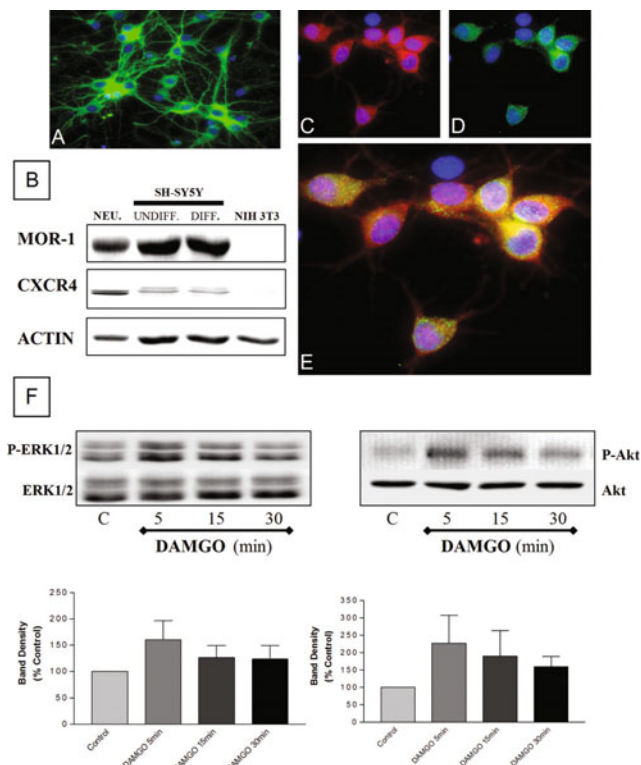 A
C
D
B
SH-SY5Y
NEU. UNDIFF. DIFF. NIH 3T3
MOR-1
CXCR4
ACTIN
E
F
P-ERK1/2
ERK1/2
C 5 15 30
DAMGO (min)
P-Akt
Akt
C 5 15 30
DAMGO (min)
Band Density
(% Control)
250
200
150
100
50
0
Control
DAMGO 5min
DAMGO 15min
DAMGO 30min
Band Density
(% Control)
350
300
250
200
150
100
50
0
Control
DAMGO 5min
DAMGO 15min
DAMGO 30min